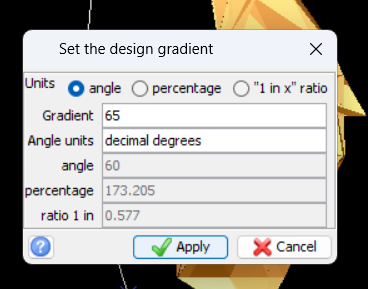 Set the design gradient
Units angle percentage "1 in x" ratio
Gradient 65
Angle units decimal degrees
angle 60
percentage 173.205
ratio 1 in 0.577
? Apply Cancel